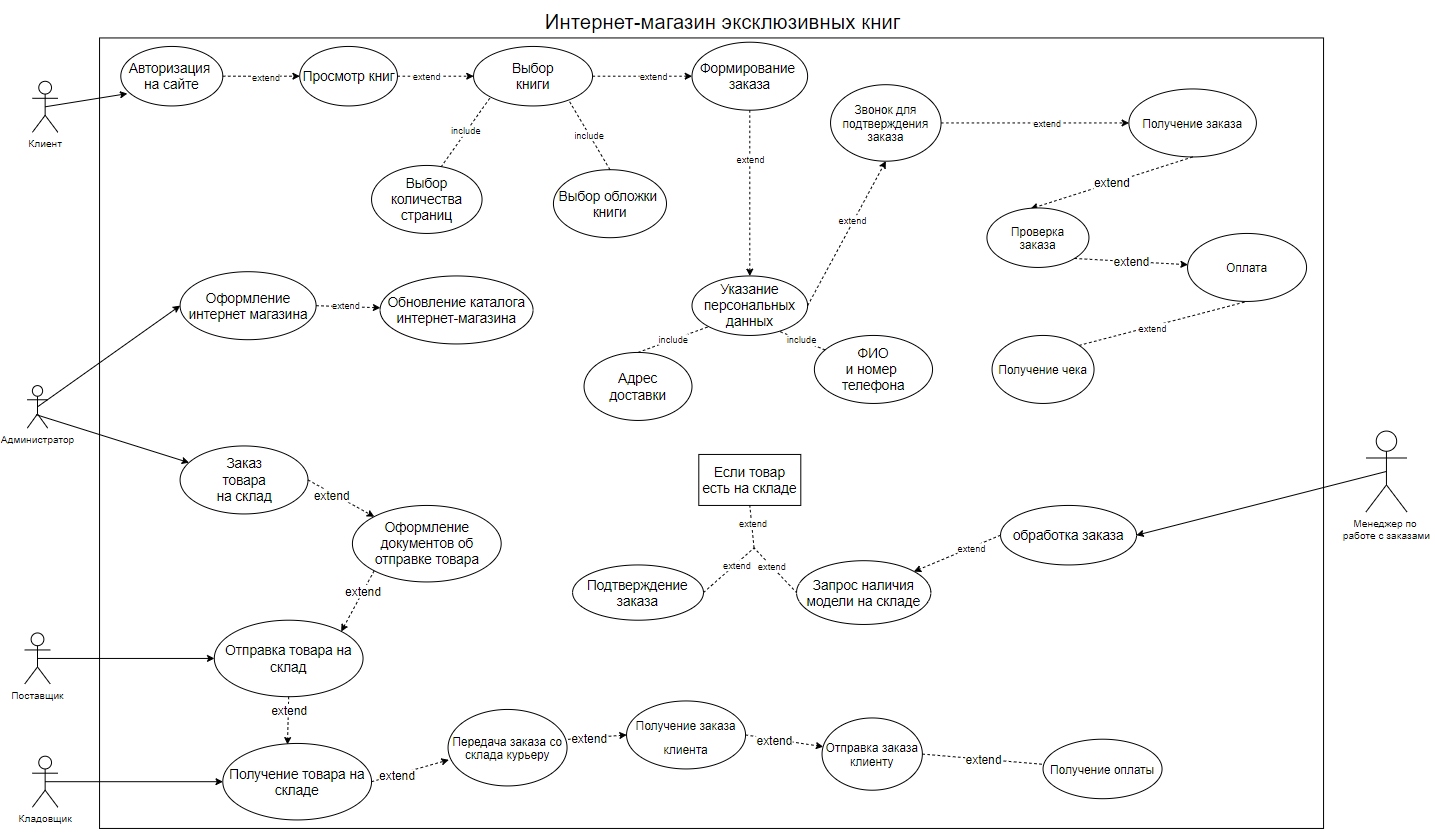 Интернет-магазин эксклюзивных книг
Авторизация
на сайте
extend
Просмотр книг
extend
Выбор
книги
extend
Формирование
заказа
Клиент
include
include
Выбор
количества
страниц
Выбор обложки
книги
extend
Звонок для
подтверждения
заказа
extend
Получение заказа
extend
Проверка
заказа
extend
Оплата
extend
Получение чека
extend
Оформление
интернет магазина
extend
Обновление каталога
интернет-магазина
Указание
персональных
данных
include
include
Адрес
доставки
ФИО
и номер
телефона
Администратор
Заказ
товара
на склад
extend
Оформление
документов об
отправке товара
extend
Если товар
есть на складе
extend
extend
extend
Подтверждение
заказа
Запрос наличия
модели на складе
extend
обработка заказа
Менеджер по
работе с заказами
Поставщик
Отправка товара на
склад
extend
Кладовщик
Получение товара на
складе
extend
Передача заказа со
склада курьеру
extend
Получение заказа
клиента
extend
Отправка заказа
клиенту
extend
Получение оплаты